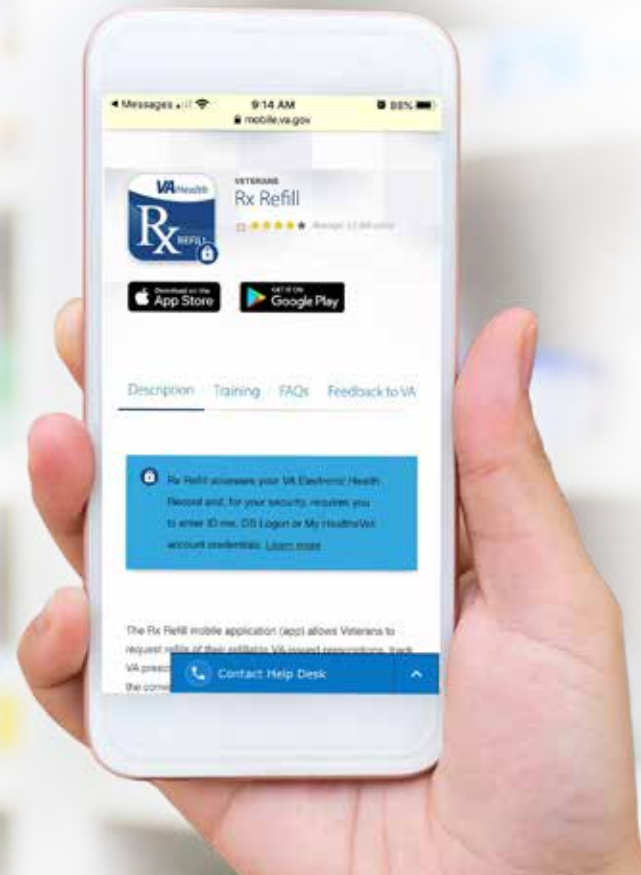 Messages
9:14 AM
88%
mobile.va.gov
VA Health
Rx
REFILL
VETERANS
Rx Refill
Average:
Download on the
App Store
GET IT ON
Google Play
Description
Training
FAQs
Feedback to VA
Rx Refill accesses your VA Electronic Health
Record and, for your security, requires you
to enter ID.me, DS Logon or My HealtheVet
account credentials. Learn more
The Rx Refill mobile application (app) allows Veterans to
request refills of their refillable VA-issued prescriptions, track
VA
the
Contact Help Desk